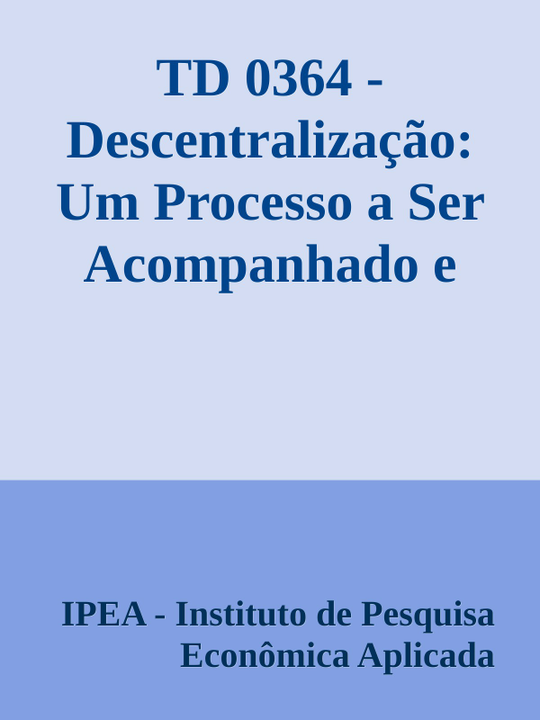 TD 0364 -
Descentralização:
Um Processo a Ser
Acompanhado e
IPEA - Instituto de Pesquisa
Econômica Aplicada